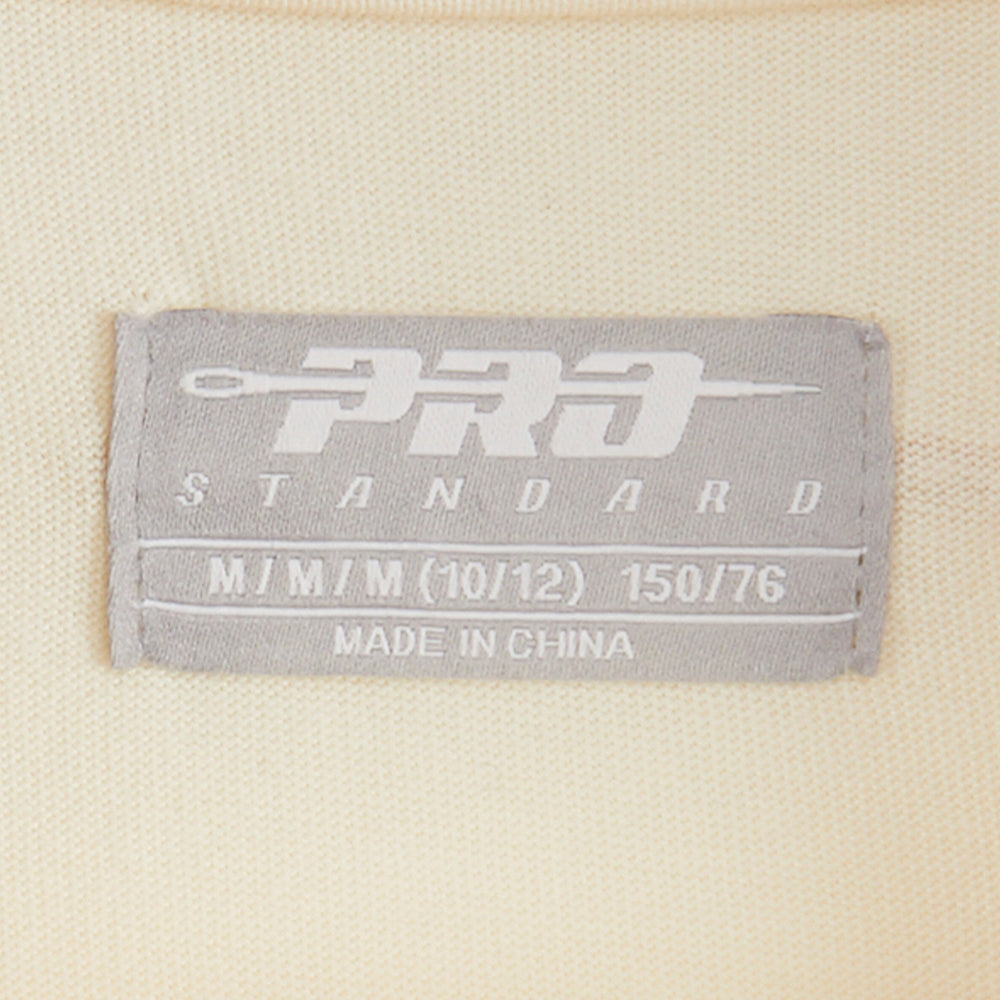 PRO
STANDARD
M/M/M (10/12) 150/76
MADE IN CHINA